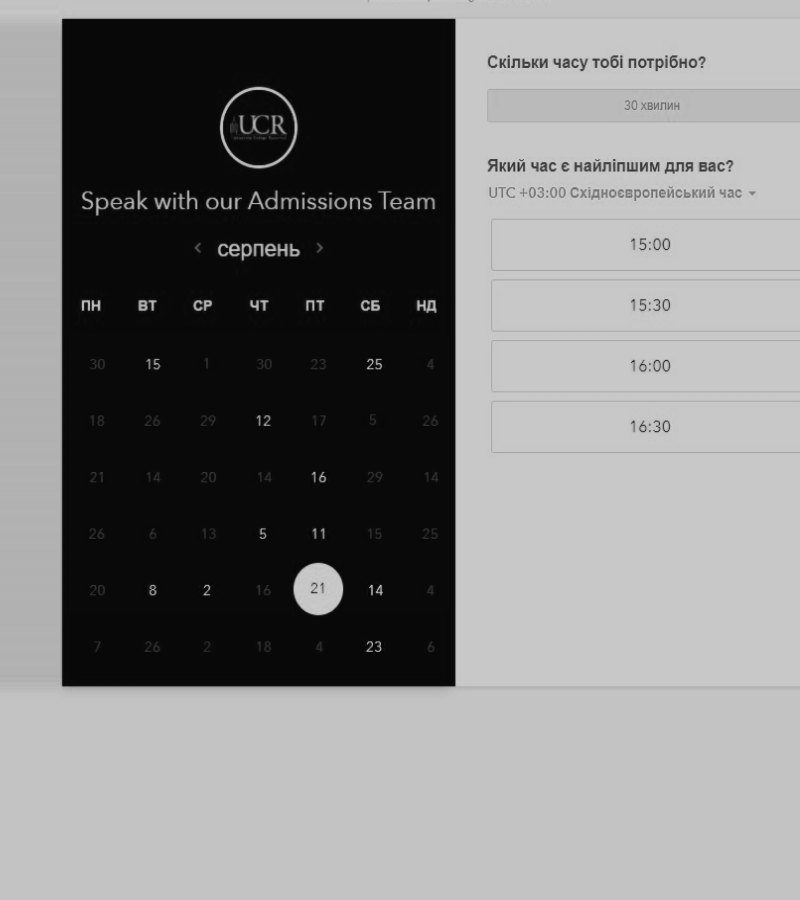 UCR
Speak with our Admissions Team
серпень
ПН ВТ СР ЧТ ПТ СБ НД
30 15 1 30 23 25 4
18 26 29 12 17 5 26
21 14 20 14 16 29 14
26 6 13 5 11 15 25
20 8 2 16 21 14 4
7 26 2 18 4 23 6
Скільки часу тобі потрібно?
30 хвилин
Який час є найліпшим для вас?
UTC +03:00 Східноєвропейський час
15:00
15:30
16:00
16:30